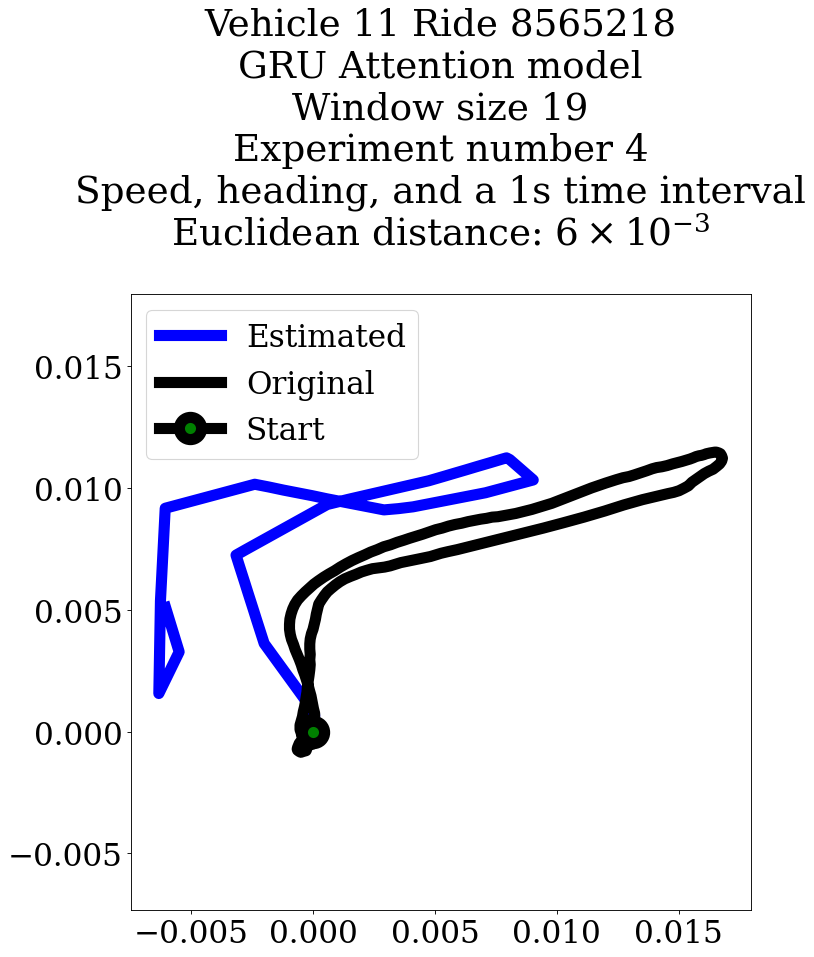 Vehicle 11 Ride 8565218
GRU Attention model
Window size 19
Experiment number 4
Speed, heading, and a 1s time interval
Euclidean distance: 6 × 10⁻³
Estimated
Original
Start
0.015
0.010
0.005
0.000
−0.005
−0.005 0.000 0.005 0.010 0.015